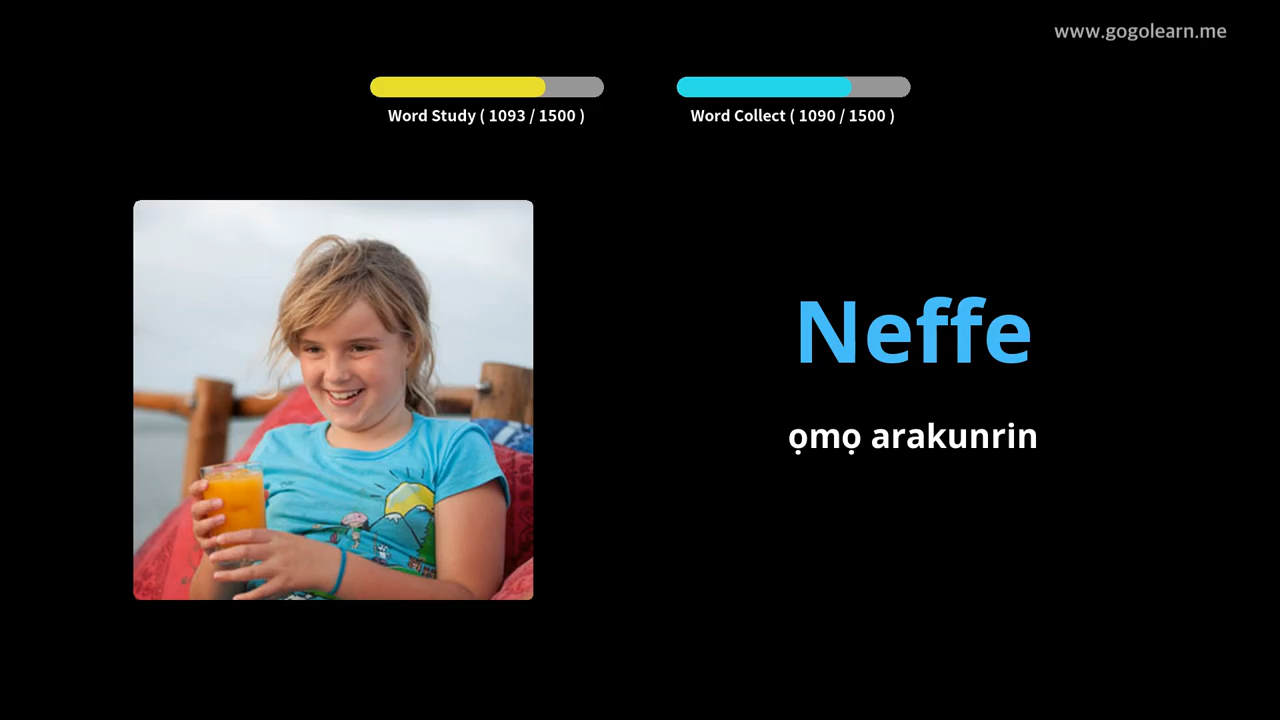 www.gogolearn.me
Word Study ( 1093 / 1500 )
Word Collect ( 1090 / 1500 )
Neffe
ọmọ arakunrin